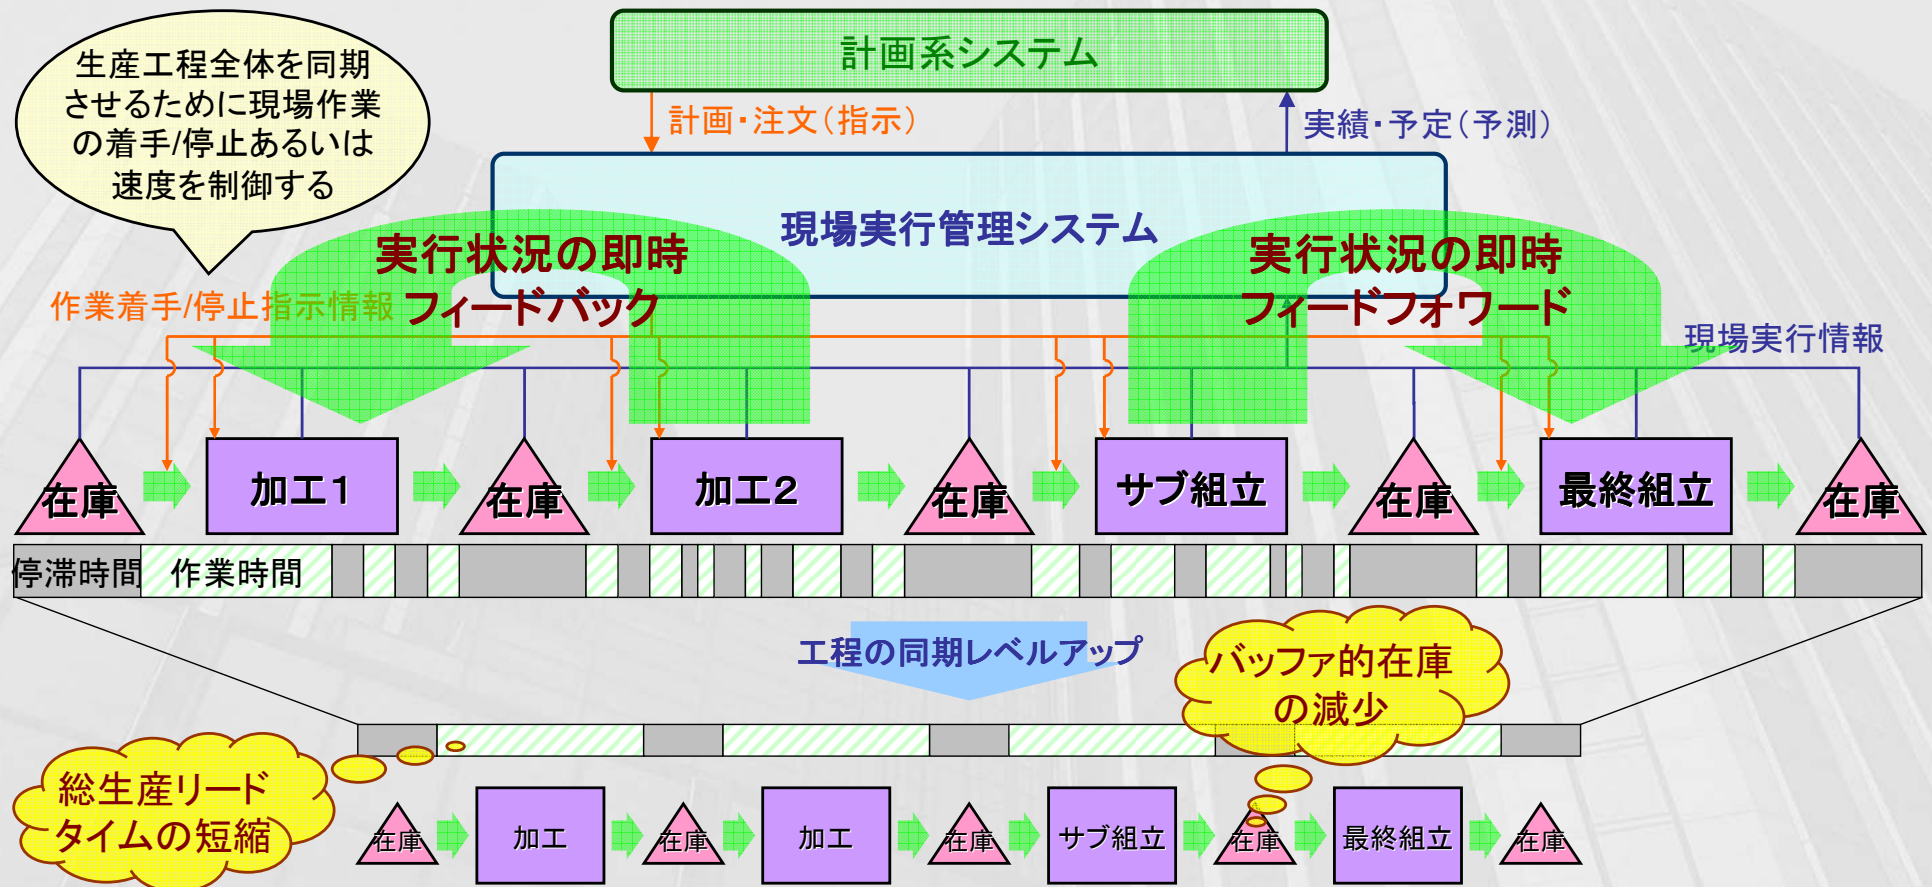 計画系システム
生産工程全体を同期
させるために現場作業
の着手/停止あるいは
速度を制御する
計画・注文(指示)
実績・予定(予測)
現場実行管理システム
実行状況の即時
フィードバック
実行状況の即時
フィードフォワード
作業着手/停止指示情報
現場実行情報
在庫
加工1
在庫
加工2
在庫
サブ組立
在庫
最終組立
在庫
停滞時間
作業時間
工程の同期レベルアップ
バッファ的在庫
の減少
総生産リード
タイムの短縮
在庫
加工
在庫
加工
在庫
サブ組立
在庫
最終組立
在庫